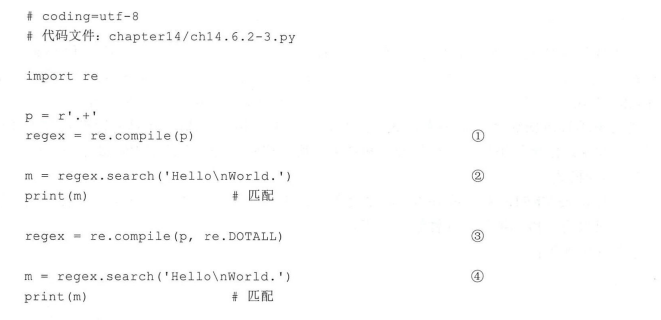 # coding=utf-8
# 代码文件：chapter14/ch14.6.2-3.py
import re
p = r'.+'
regex = re.compile(p) ①
m = regex.search('Hello\nWorld.') ②
print(m) # 匹配
regex = re.compile(p, re.DOTALL) ③
m = regex.search('Hello\nWorld.') ④
print(m) # 匹配